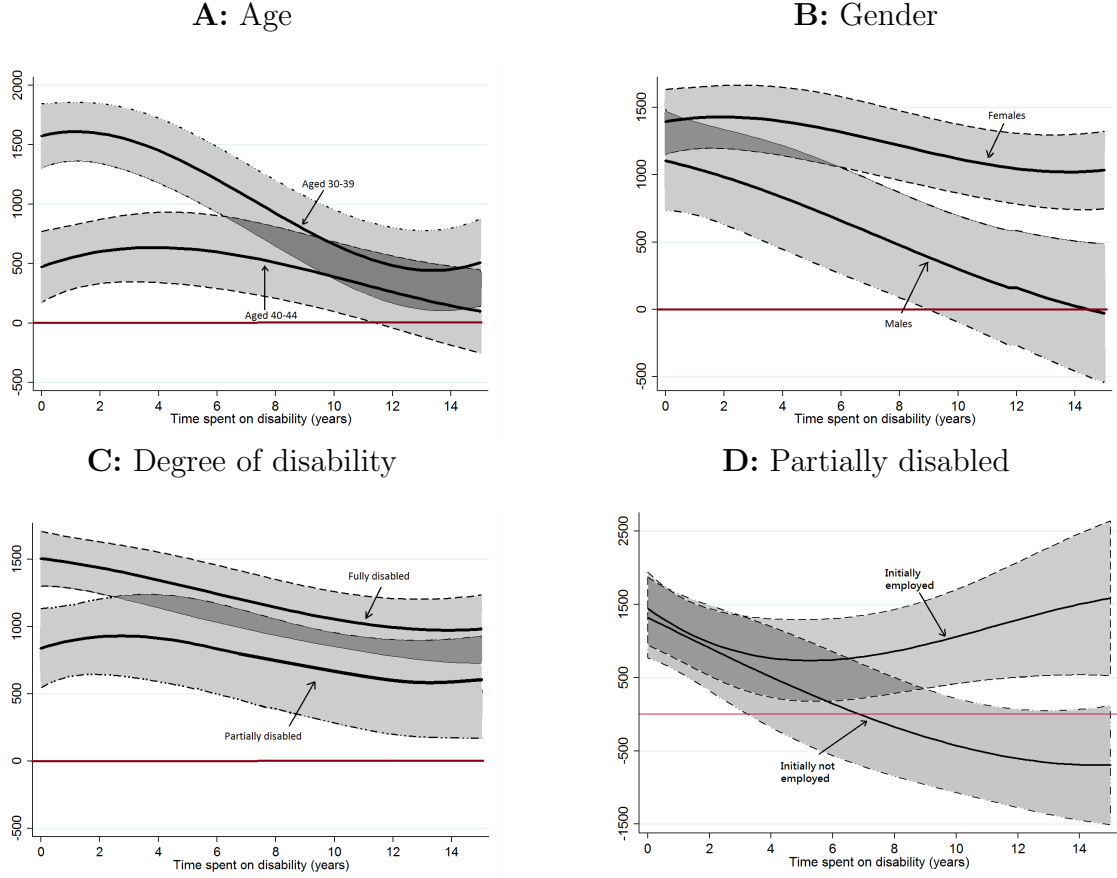 A: Age
2000
1500
1000
500
0
-500
Aged 30-39
Aged 40-44
0 2 4 6 8 10 12 14
Time spent on disability (years)
B: Gender
1500
1000
500
0
-500
Females
Males
0 2 4 6 8 10 12 14
Time spent on disability (years)
C: Degree of disability
1500
1000
500
0
-500
Fully disabled
Partially disabled
0 2 4 6 8 10 12 14
Time spent on disability (years)
D: Partially disabled
2500
1500
500
-500
-1500
Initially
employed
Initially not
employed
0 2 4 6 8 10 12 14
Time spent on disability (years)